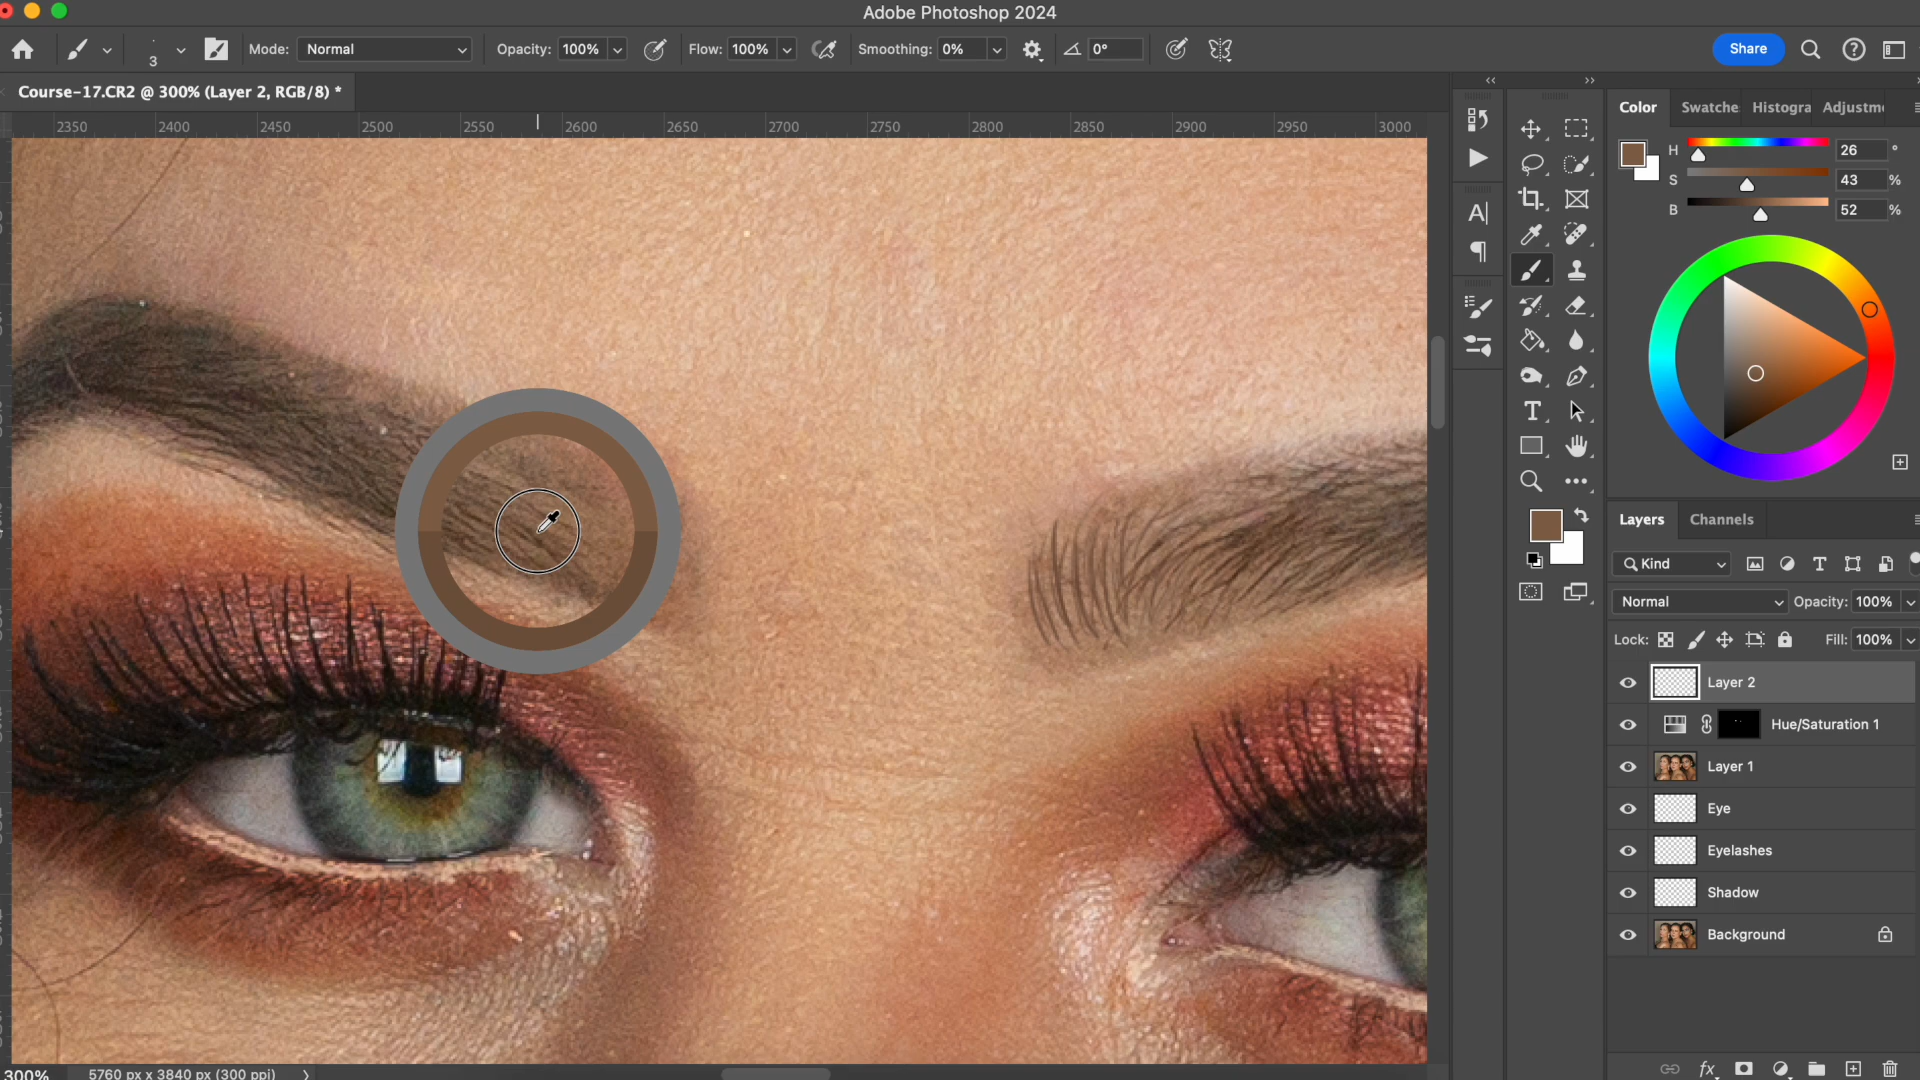 Adobe Photoshop 2024
3 Mode: Normal Opacity: 100% Flow: 100% Smoothing: 0% 0° Share
Course-17.CR2 @ 300% (Layer 2, RGB/8) *
2350 2400 2450 2500 2550 2600 2650 2700 2750 2800 2850 2900 2950 3000
Color Swatche Histogra Adjustm
H 26 °
S 43 %
B 52 %
Layers Channels
Kind
Normal Opacity: 100%
Lock: Fill: 100%
Layer 2
Hue/Saturation 1
Layer 1
Eye
Eyelashes
Shadow
Background
300% 5760 px x 3840 px (300 ppi)